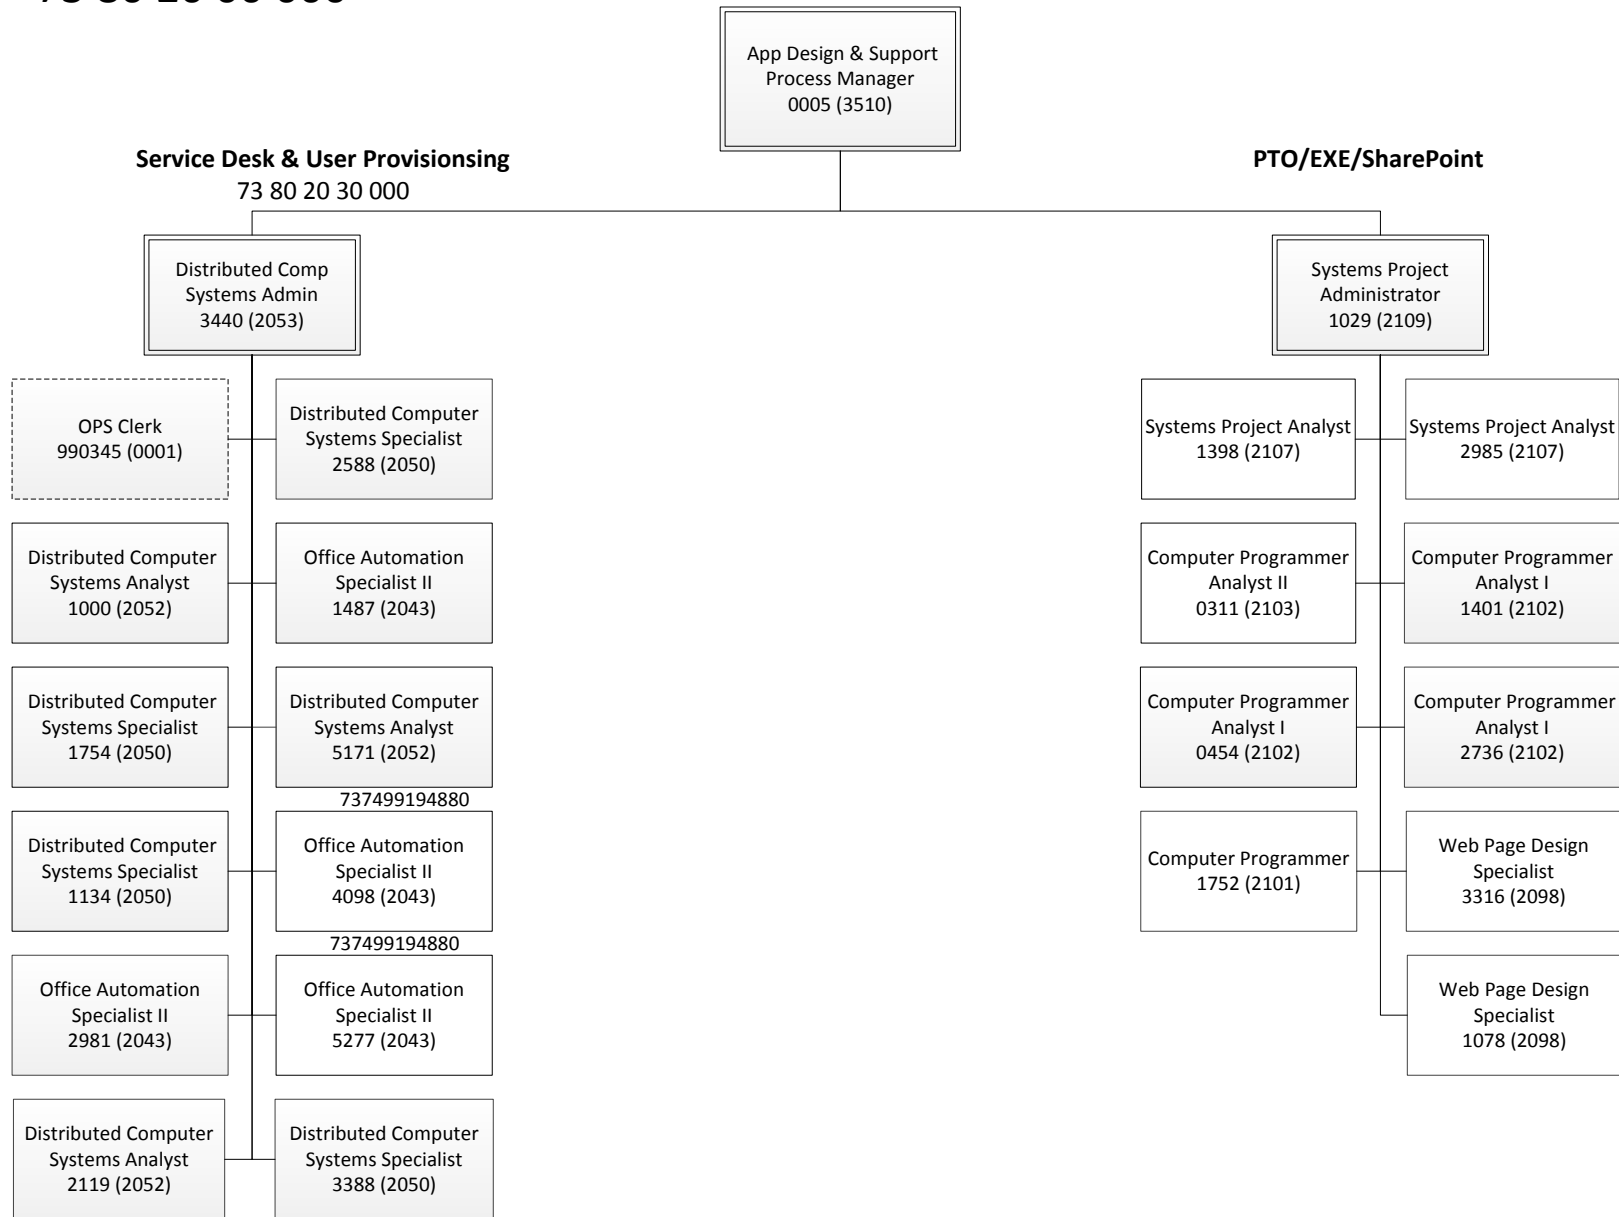 App Design & Support
Process Manager
0005 (3510)
Service Desk & User Provisionsing
73 80 20 30 000
PTO/EXE/SharePoint
Distributed Comp
Systems Admin
3440 (2053)
Systems Project
Administrator
1029 (2109)
OPS Clerk
990345 (0001)
Distributed Computer
Systems Specialist
2588 (2050)
Systems Project Analyst
1398 (2107)
Systems Project Analyst
2985 (2107)
Distributed Computer
Systems Analyst
1000 (2052)
Office Automation
Specialist II
1487 (2043)
Computer Programmer
Analyst II
0311 (2103)
Computer Programmer
Analyst I
1401 (2102)
Distributed Computer
Systems Specialist
1754 (2050)
Distributed Computer
Systems Analyst
5171 (2052)
Computer Programmer
Analyst I
0454 (2102)
Computer Programmer
Analyst I
2736 (2102)
737499194880
Distributed Computer
Systems Specialist
1134 (2050)
Office Automation
Specialist II
4098 (2043)
Computer Programmer
1752 (2101)
Web Page Design
Specialist
3316 (2098)
737499194880
Office Automation
Specialist II
2981 (2043)
Office Automation
Specialist II
5277 (2043)
Web Page Design
Specialist
1078 (2098)
Distributed Computer
Systems Analyst
2119 (2052)
Distributed Computer
Systems Specialist
3388 (2050)